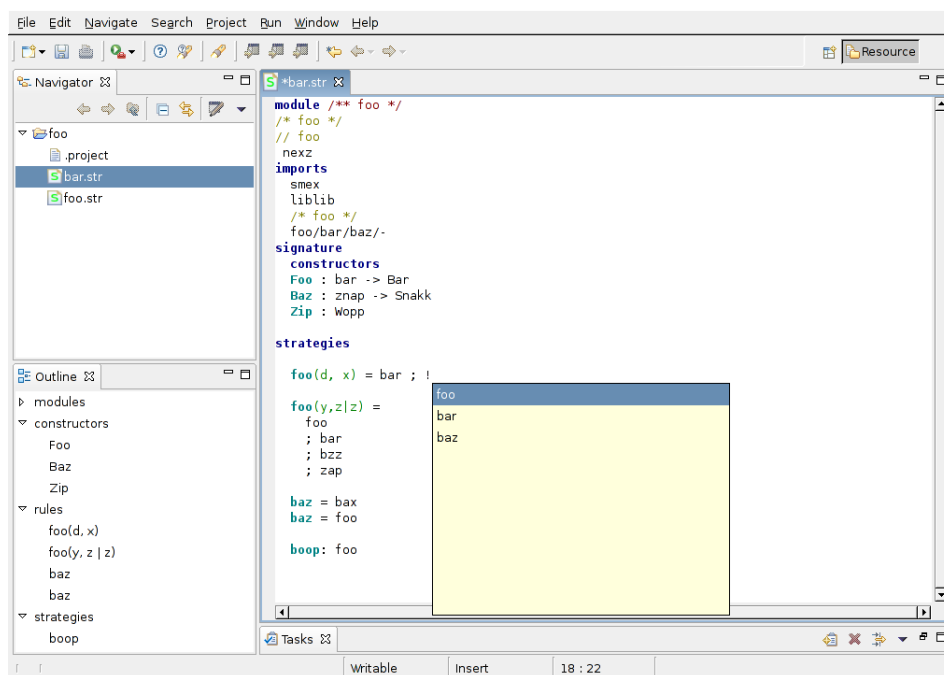 File Edit Navigate Search Project Run Window Help
Resource
Navigator
foo
.project
bar.str
foo.str
*bar.str
module /** foo */
/* foo */
// foo
nexz
imports
smex
liblib
/* foo */
foo/bar/baz/-
signature
constructors
Foo : bar -> Bar
Baz : znap -> Snakk
Zip : Wopp
strategies
foo(d, x) = bar ; !
foo(y,z|z) =
foo
; bar
; bzz
; zap
baz = bax
baz = foo
boop: foo
foo
bar
baz
Outline
modules
constructors
Foo
Baz
Zip
rules
foo(d, x)
foo(y, z | z)
baz
baz
strategies
boop
Tasks
Writable Insert 18 : 22